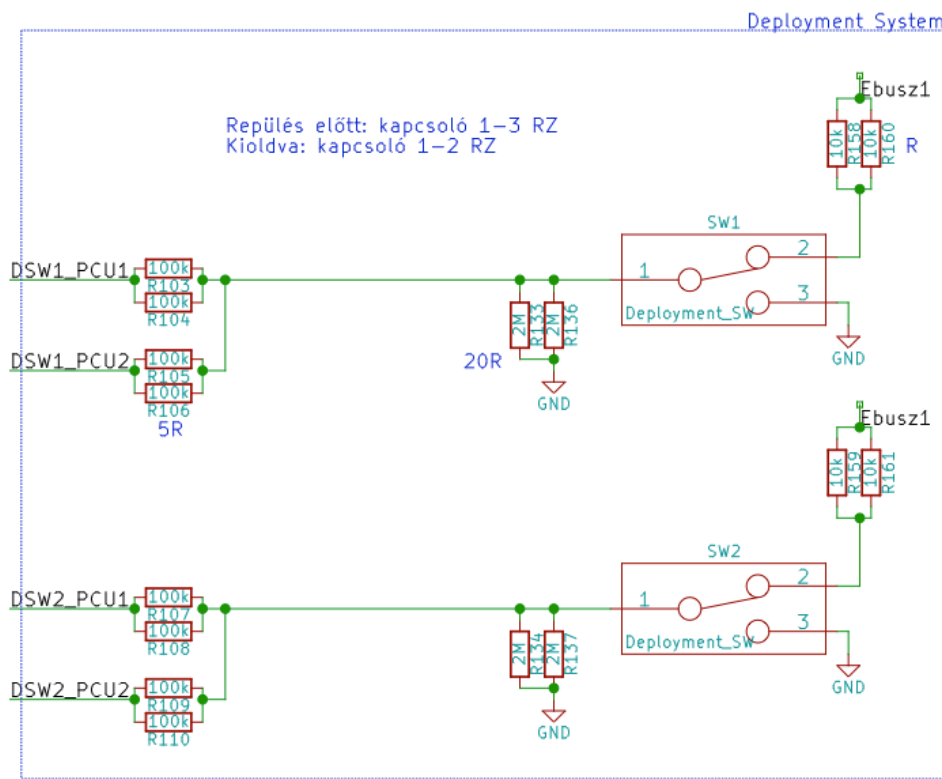 Deployment System
Ebusz1
Repülés előtt: kapcsoló 1-3 RZ
Kioldva: kapcsoló 1-2 RZ
10k
R158
10k
R160
R
SW1
DSW1_PCU1
100k
R103
100k
R104
1
2
3
Deployment_SW
GND
2M
R133
2M
R136
20R
GND
DSW1_PCU2
100k
R105
100k
R106
5R
Ebusz1
10k
R159
10k
R161
SW2
DSW2_PCU1
100k
R107
100k
R108
1
2
3
Deployment_SW
GND
2M
R134
2M
R137
GND
DSW2_PCU2
100k
R109
100k
R110